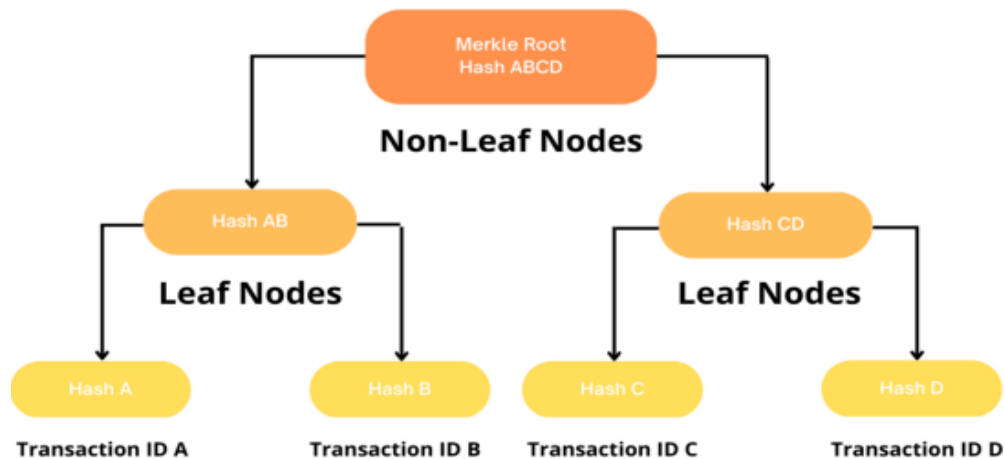 Merkle Root
Hash ABCD
Non-Leaf Nodes
Hash AB
Hash CD
Leaf Nodes
Leaf Nodes
Hash A
Hash B
Hash C
Hash D
Transaction ID A
Transaction ID B
Transaction ID C
Transaction ID D